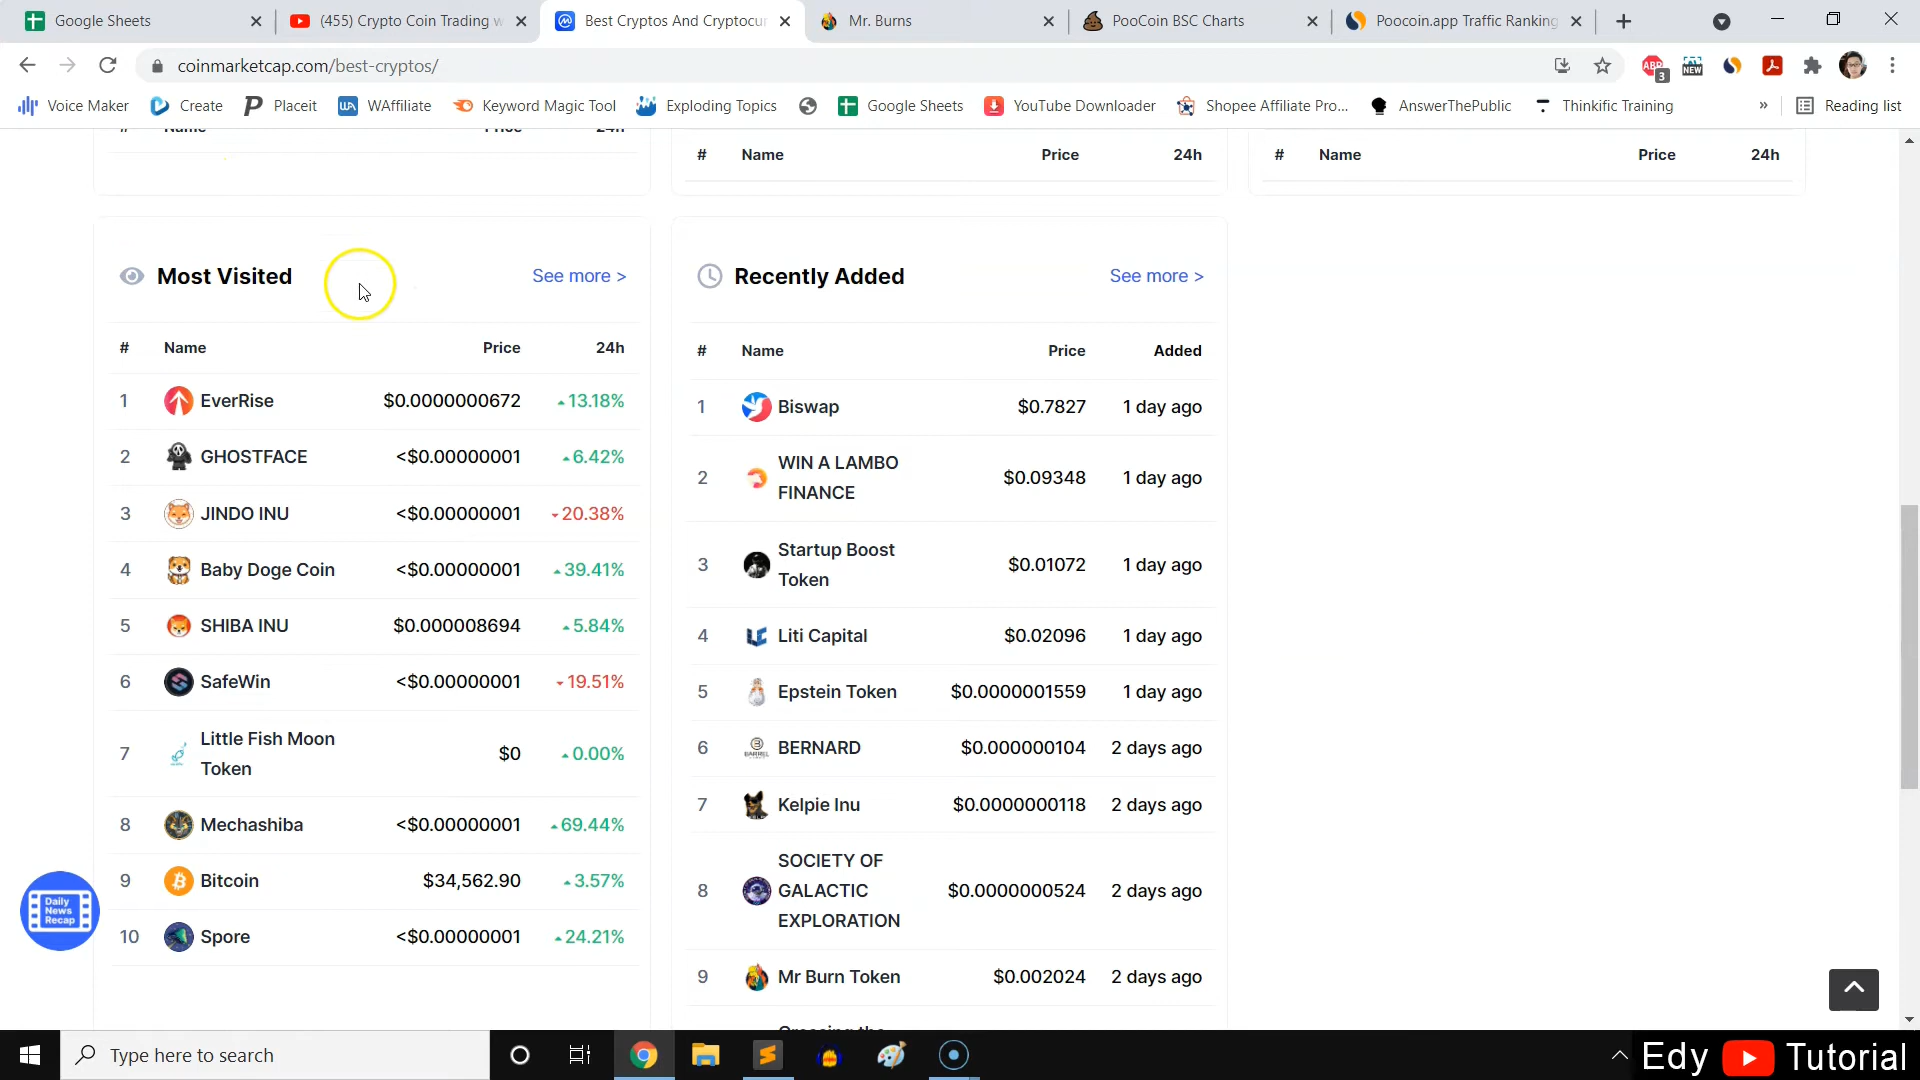 Google Sheets
(455) Crypto Coin Trading w
Best Cryptos And Cryptocur
Mr. Burns
PooCoin BSC Charts
Poocoin.app Traffic Ranking
coinmarketcap.com/best-cryptos/
ABP
3
NEW
Voice Maker
Create
Placeit
WAffiliate
Keyword Magic Tool
Exploding Topics
Google Sheets
YouTube Downloader
Shopee Affiliate Pro...
AnswerThePublic
Thinkific Training
»
Reading list
# Name Price 24h
# Name Price 24h
# Name Price 24h
Most Visited
See more >
# Name Price 24h
1 EverRise $0.0000000672 13.18%
2 GHOSTFACE <$0.00000001 6.42%
3 JINDO INU <$0.00000001 20.38%
4 Baby Doge Coin <$0.00000001 39.41%
5 SHIBA INU $0.000008694 5.84%
6 SafeWin <$0.00000001 19.51%
Little Fish Moon
7 $0 0.00%
Token
8 Mechashiba <$0.00000001 69.44%
9 Bitcoin $34,562.90 3.57%
10 Spore <$0.00000001 24.21%
Recently Added
See more >
# Name Price Added
1 Biswap $0.7827 1 day ago
WIN A LAMBO
2 $0.09348 1 day ago
FINANCE
Startup Boost
3 $0.01072 1 day ago
Token
4 Liti Capital $0.02096 1 day ago
5 Epstein Token $0.0000001559 1 day ago
6 BERNARD $0.000000104 2 days ago
7 Kelpie Inu $0.0000000118 2 days ago
SOCIETY OF
8 GALACTIC $0.0000000524 2 days ago
EXPLORATION
9 Mr Burn Token $0.002024 2 days ago
Crossing the
Daily
News
Recap
Type here to search
Edy Tutorial